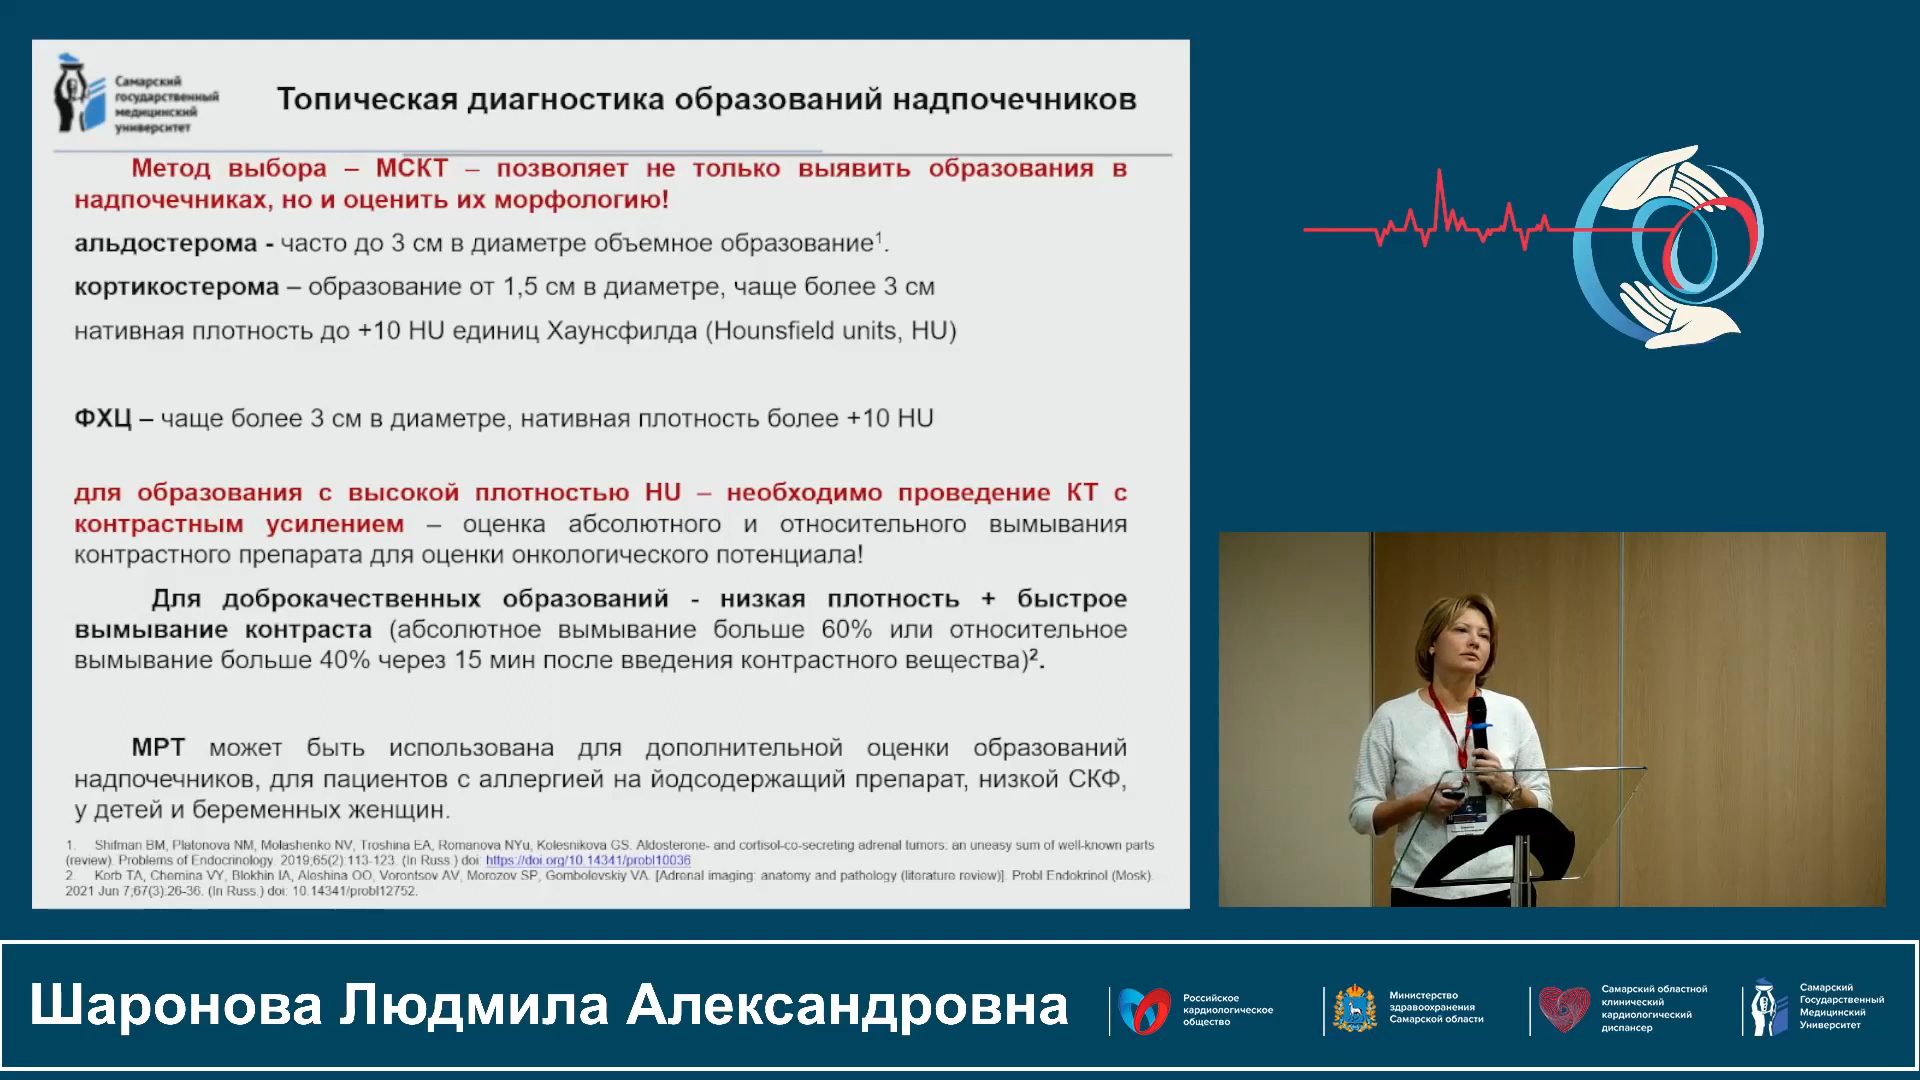 Самарский
государственный
медицинский
университет
Топическая диагностика образований надпочечников
Метод выбора – МСКТ – позволяет не только выявить образования в
надпочечниках, но и оценить их морфологию!
альдостерома - часто до 3 см в диаметре объемное образование¹.
кортикостерома – образование от 1,5 см в диаметре, чаще более 3 см
нативная плотность до +10 HU единиц Хаунсфилда (Hounsfield units, HU)
ФХЦ – чаще более 3 см в диаметре, нативная плотность более +10 HU
для образования с высокой плотностью HU – необходимо проведение КТ с
контрастным усилением – оценка абсолютного и относительного вымывания
контрастного препарата для оценки онкологического потенциала!
Для доброкачественных образований - низкая плотность + быстрое
вымывание контраста (абсолютное вымывание больше 60% или относительное
вымывание больше 40% через 15 мин после введения контрастного вещества)².
МРТ может быть использована для дополнительной оценки образований
надпочечников, для пациентов с аллергией на йодсодержащий препарат, низкой СКФ,
у детей и беременных женщин.
1. Shifman BM, Platonova NM, Molashenko NV, Troshina EA, Romanova NYu, Kolesnikova GS. Aldosterone- and cortisol-co-secreting adrenal tumors: an uneasy sum of well-known parts
(review). Problems of Endocrinology. 2019;65(2):113-123. (In Russ.) doi: https://doi.org/10.14341/probl10036
2. Korb TA, Chernina VY, Blokhin IA, Aleshina OO, Vorontsov AV, Morozov SP, Gombolevskiy VA. [Adrenal imaging: anatomy and pathology (literature review)]. Probl Endokrinol (Mosk).
2021 Jun 7;67(3):26-36. (In Russ.) doi: 10.14341/probl12752.
Шаронова Людмила Александровна
Российское
кардиологическое
общество
Министерство
здравоохранения
Самарской области
Самарский областной
клинический
кардиологический
диспансер
Самарский
Государственный
Медицинский
Университет